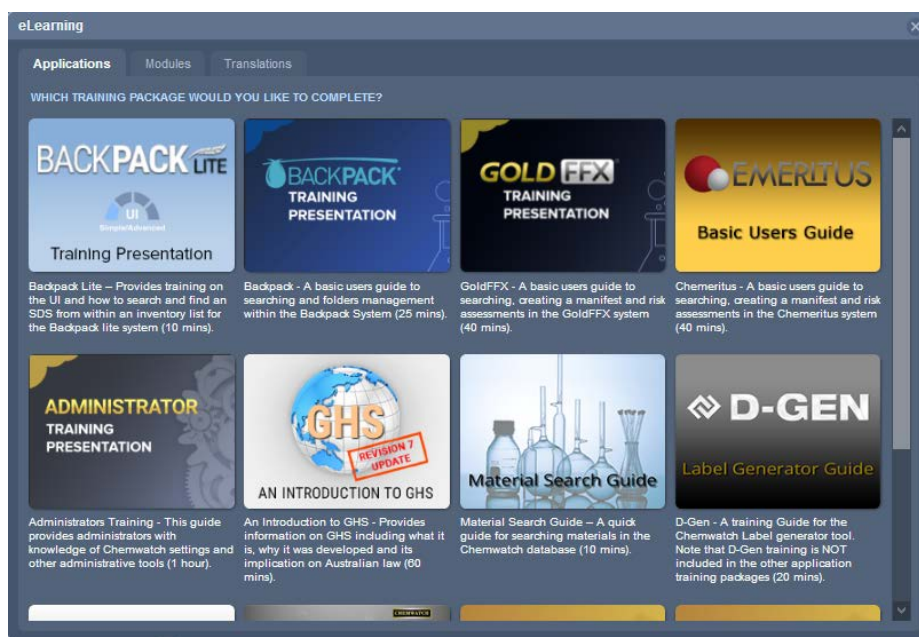 eLearning
Applications
Modules
Translations
WHICH TRAINING PACKAGE WOULD YOU LIKE TO COMPLETE?
BACKPACK LITE
UI
Simple/Advanced
Training Presentation
BACKPACK
TRAINING
PRESENTATION
GOLD FFX
TRAINING
PRESENTATION
EMERITUS
Basic Users Guide
Backpack Lite – Provides training on
the UI and how to search and find an
SDS from within an inventory list for
the Backpack lite system (10 mins).
Backpack - A basic users guide to
searching and folders management
within the Backpack System (25 mins).
GoldFFX - A basic users guide to
searching, creating a manifest and risk
assessments in the GoldFFX system
(40 mins).
Chemeritus - A basic users guide to
searching, creating a manifest and risk
assessments in the Chemeritus system
(40 mins).
ADMINISTRATOR
TRAINING
PRESENTATION
GHS
REVISION 7
UPDATE
AN INTRODUCTION TO GHS
Material Search Guide
D-GEN
Label Generator Guide
Administrators Training - This guide
provides administrators with
knowledge of Chemwatch settings and
other administrative tools (1 hour).
An Introduction to GHS - Provides
information on GHS including what it
is, why it was developed and its
implication on Australian law (60
mins).
Material Search Guide – A quick
guide for searching materials in the
Chemwatch database (10 mins).
D-Gen - A training Guide for the
Chemwatch Label generator tool.
Note that D-Gen training is NOT
included in the other application
training packages (20 mins).
CHEMWATCH